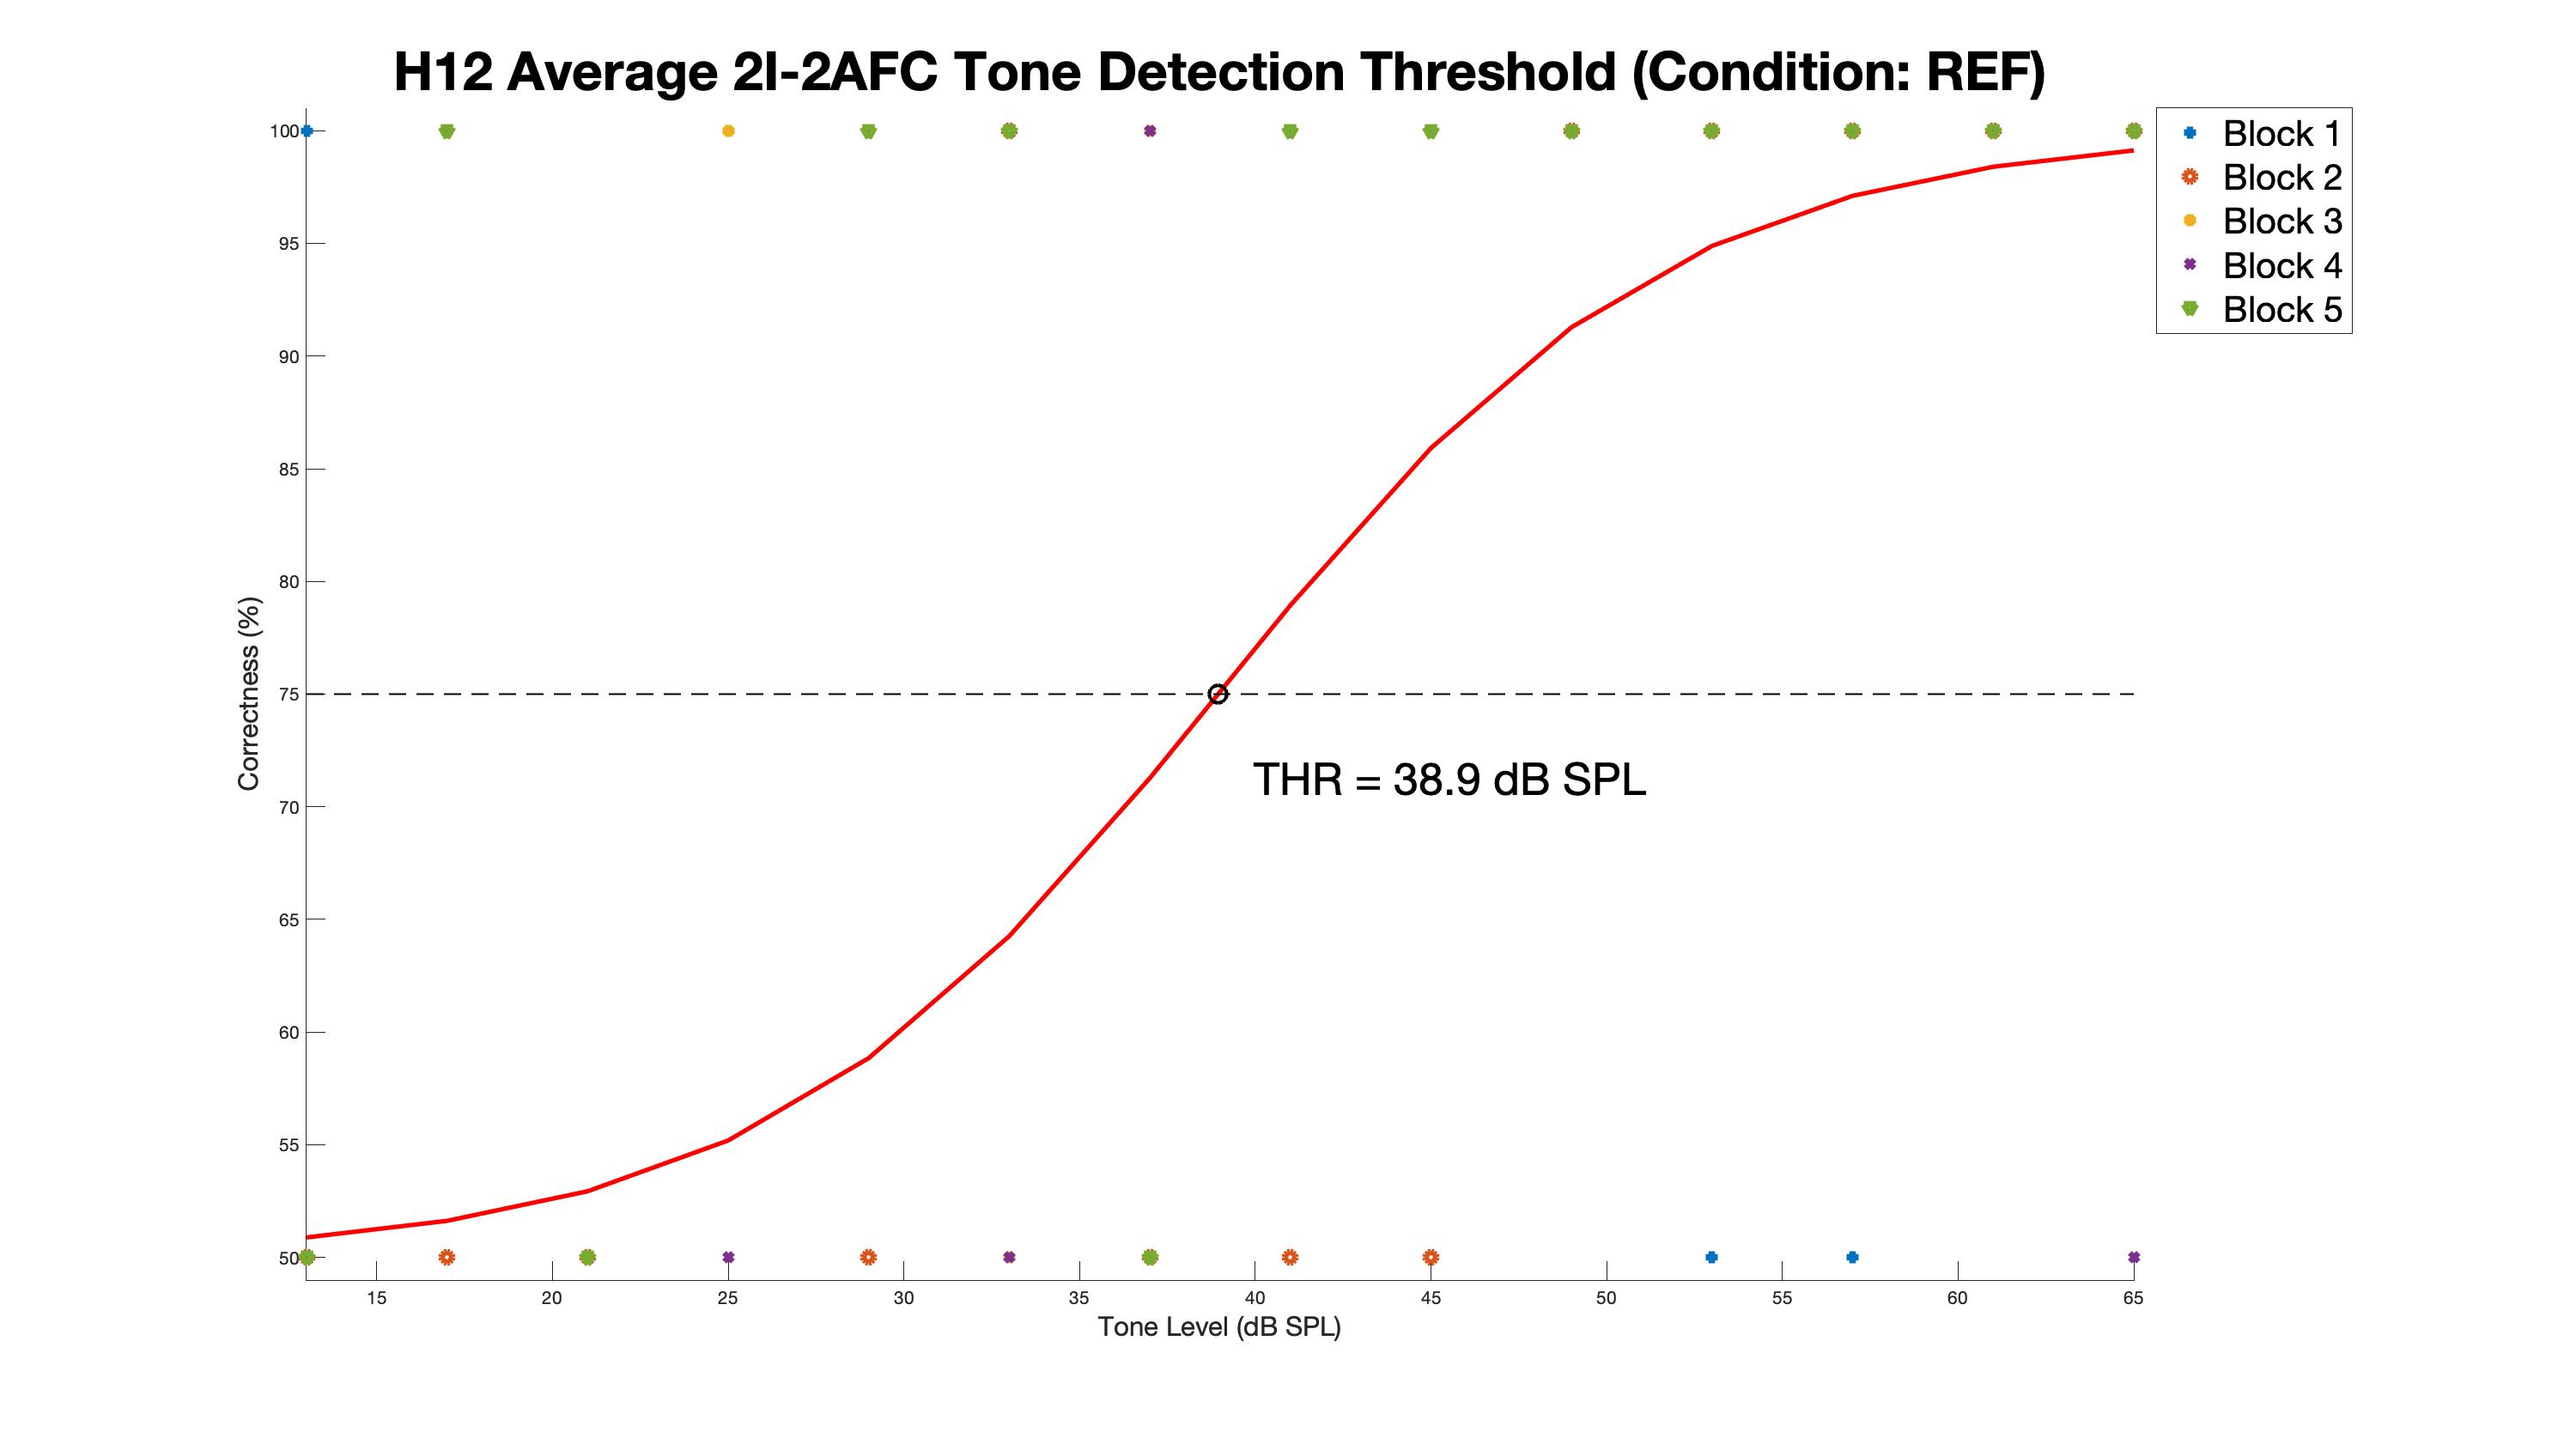 H12 Average 2I-2AFC Tone Detection Threshold (Condition: REF)
Block 1
Block 2
Block 3
Block 4
Block 5
100
95
90
85
80
75
70
65
60
55
50
Correctness (%)
THR = 38.9 dB SPL
15 20 25 30 35 40 45 50 55 60 65
Tone Level (dB SPL)